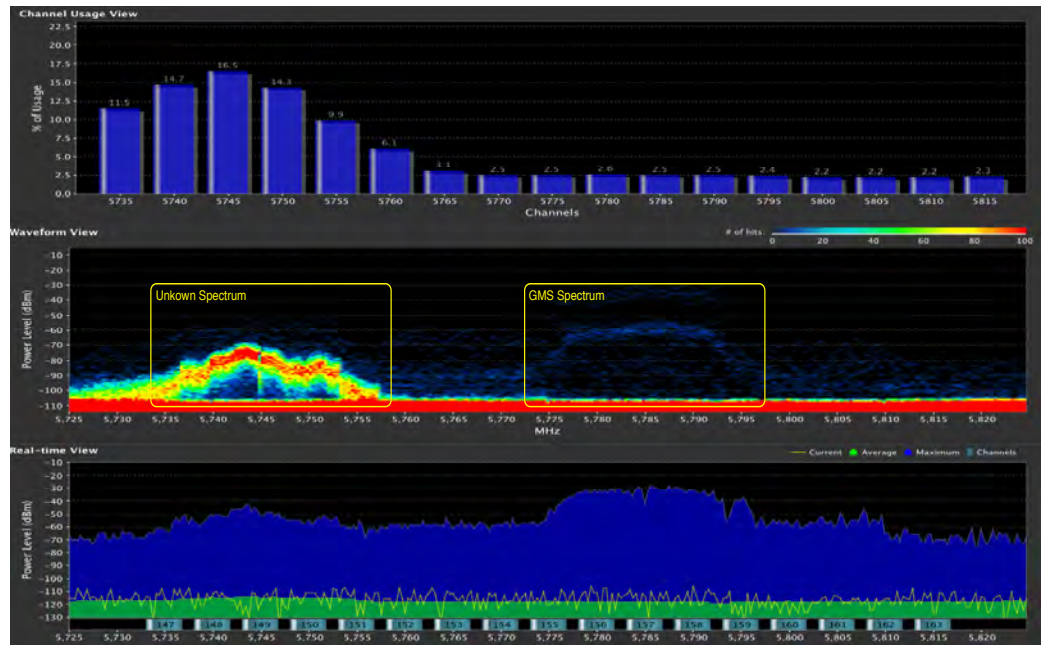 Channel Usage View
22.5
20.0
17.5
15.0
12.5
10.0
7.5
5.0
2.5
0.0
% of Usage
11.5 14.7 16.5 14.3 9.9 6.1 3.1 2.5 2.5 2.6 2.5 2.5 2.4 2.2 2.2 2.2 2.3
5735 5740 5745 5750 5755 5760 5765 5770 5775 5780 5785 5790 5795 5800 5805 5810 5815
Channels
Waveform View
# of hits:
0 20 40 60 80 100
-10
-20
-30
-40
-50
-60
-70
-80
-90
-100
-110
Power Level (dBm)
Unkown Spectrum
GMS Spectrum
5,725 5,730 5,735 5,740 5,745 5,750 5,755 5,760 5,765 5,770 5,775 5,780 5,785 5,790 5,795 5,800 5,805 5,810 5,815 5,820
MHz
Real-time View
Current Average Maximum Channels
-10
-20
-30
-40
-50
-60
-70
-80
-90
-100
-110
-120
-130
Power Level (dBm)
147 148 149 150 151 152 153 154 155 156 157 158 159 160 161 162 163
5,725 5,730 5,735 5,740 5,745 5,750 5,755 5,760 5,765 5,770 5,775 5,780 5,785 5,790 5,795 5,800 5,805 5,810 5,815 5,820